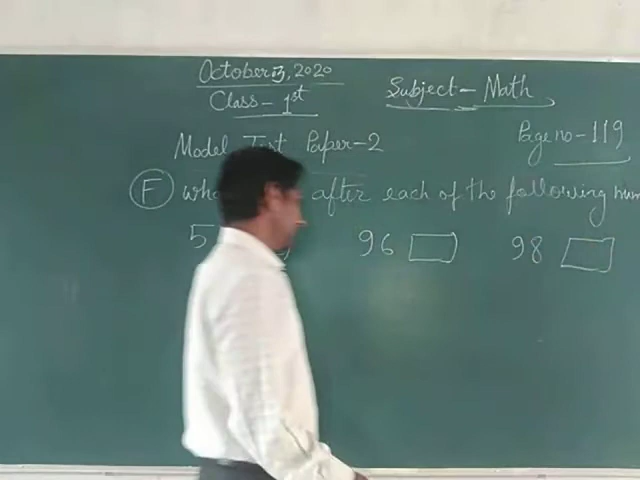 October 13, 2020
Class - 1st
Subject - Math
Model Test Paper - 2
Page no - 119
(F) after each of the following
5 96 98